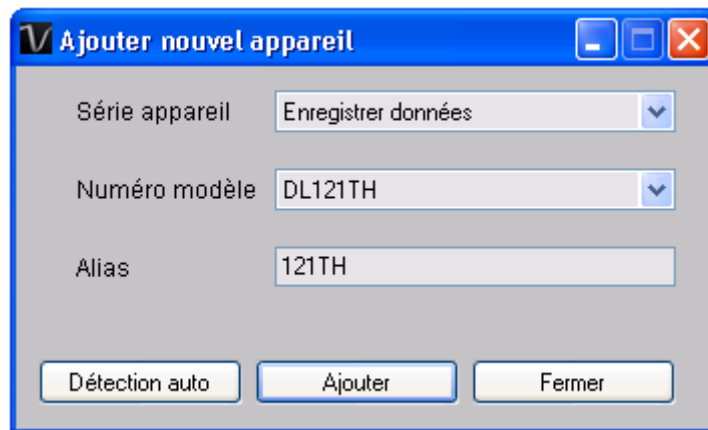 Ajouter nouvel appareil
Série appareil Enregistrer données
Numéro modèle DL121TH
Alias 121TH
Détection auto Ajouter Fermer